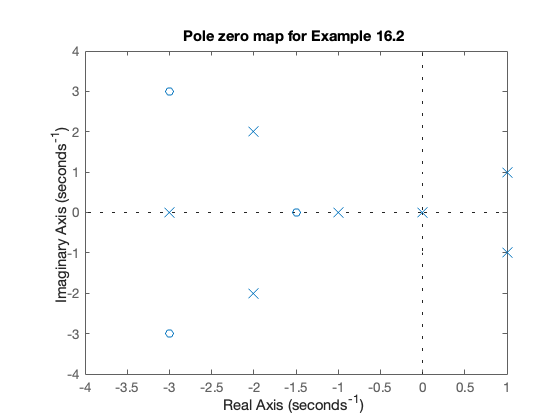 Pole zero map for Example 16.2
4
3
2
1
0
-1
-2
-3
-4
Imaginary Axis (seconds⁻¹)
-4 -3.5 -3 -2.5 -2 -1.5 -1 -0.5 0 0.5 1
Real Axis (seconds⁻¹)